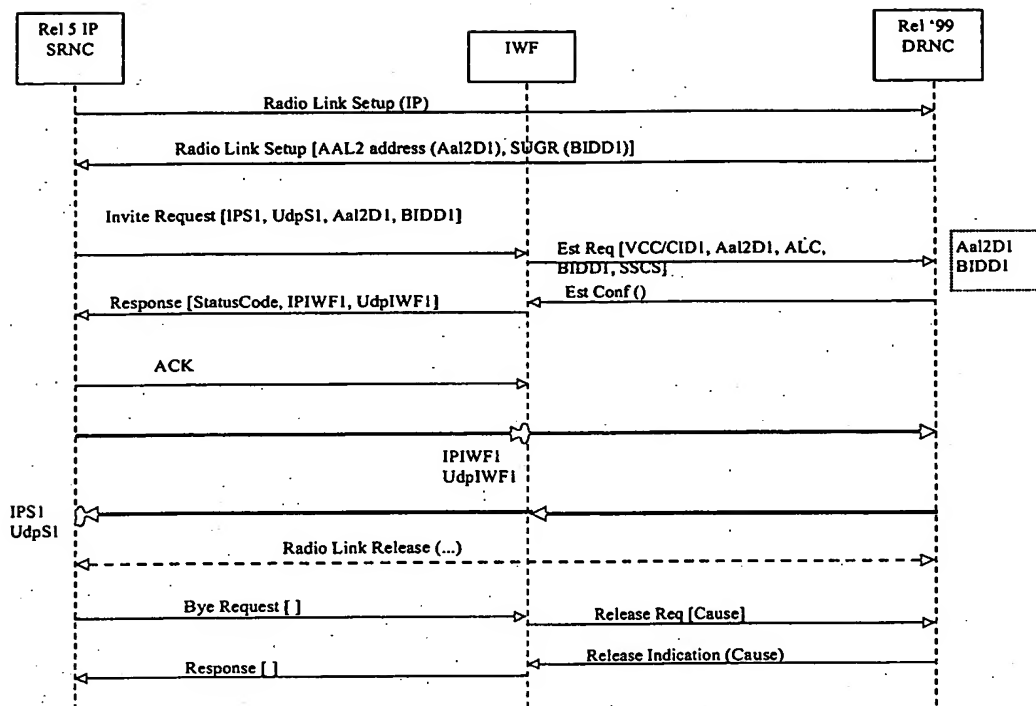 Rel 5 IP
SRNC
IWF
Rel '99
DRNC
Radio Link Setup (IP)
Radio Link Setup [AAL2 address (Aal2D1), SUGR (BIDD1)]
Invite Request [IPS1, UdpS1, Aal2D1, BIDD1]
Est Req [VCC/CID1, Aal2D1, ALC,
BIDD1, SSCS]
Aal2D1
BIDD1
Est Conf ()
Response [StatusCode, IPIWF1, UdpIWF1]
ACK
IPIWF1
UdpIWF1
IPS1
UdpS1
Radio Link Release (...)
Bye Request [ ]
Release Req [Cause]
Release Indication (Cause)
Response [ ]